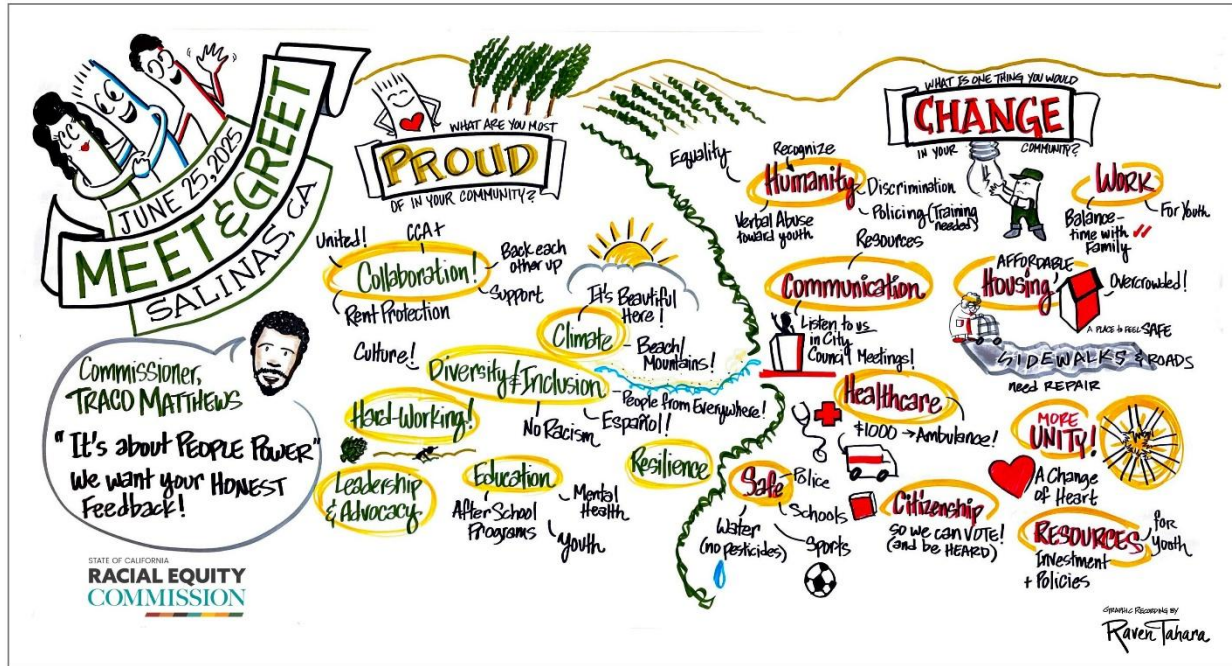 JUNE 25, 2025
MEET & GREET
SALINAS, CA
Commissioner,
TRACO MATTHEWS
"It's about PEOPLE POWER"
We want your HONEST
Feedback!
STATE OF CALIFORNIA
RACIAL EQUITY
COMMISSION
WHAT ARE YOU MOST
PROUD
OF IN YOUR COMMUNITY?
United!
CCA+
Collaboration!
Back each
other up
Support
Rent Protection
It's Beautiful
Here!
Climate
Beach/
Mountains!
Culture!
Diversity & Inclusion
People from Everywhere!
Español!
No Racism
Hard-Working!
Leadership
& Advocacy
Education
After School
Programs
Mental
Health
Youth
Resilience
WHAT IS ONE THING YOU WOULD
CHANGE
IN YOUR COMMUNITY?
Equality
Recognize
Humanity
Discrimination
Policing (Training
needed)
Verbal Abuse
toward youth
Resources
Communication
Listen to us
in City
Council Meetings!
WORK
For Youth
Balance-
time with
Family
AFFORDABLE
Housing
Overcrowded!
A PLACE to FEEL SAFE
SIDEWALKS & ROADS
need REPAIR
Healthcare
$1000 → Ambulance!
MORE
UNITY!
A Change
of Heart
Safe
Police
Schools
Sports
Water
(no pesticides)
Citizenship
so we can VOTE!
(and be HEARD)
RESOURCES
for
Youth
Investment
+ Policies
GRAPHIC RECORDING BY
Raven Tahara